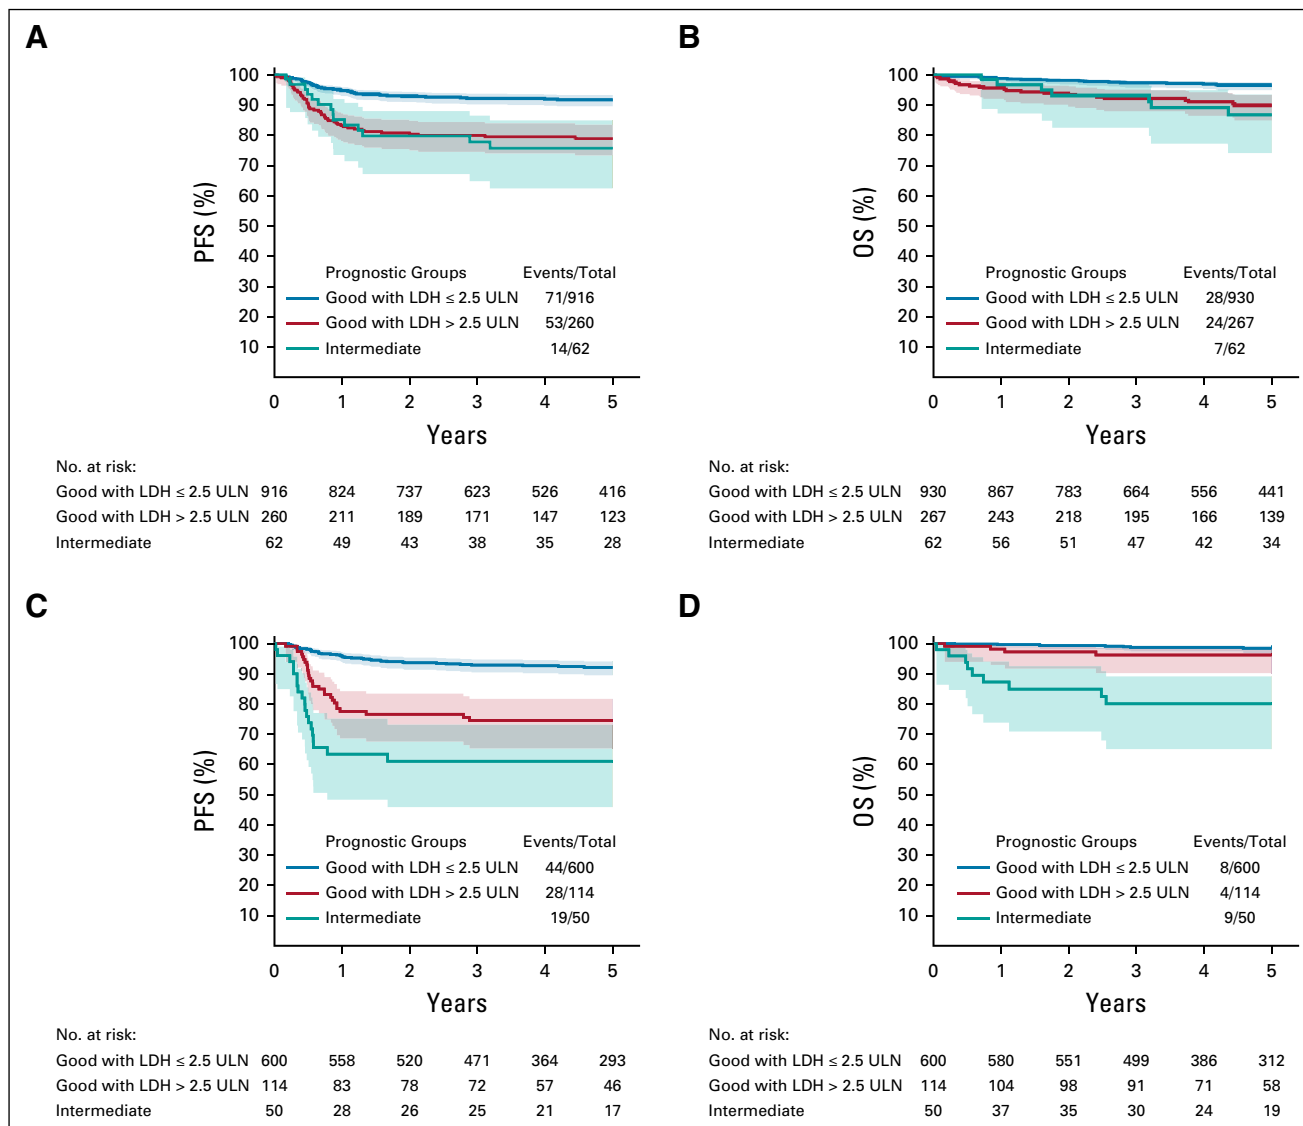 A
PFS (%)
100
90
80
70
60
50
40
30
20
10
Prognostic Groups Events/Total
Good with LDH ≤ 2.5 ULN 71/916
Good with LDH > 2.5 ULN 53/260
Intermediate 14/62
0 1 2 3 4 5
Years
No. at risk:
Good with LDH ≤ 2.5 ULN 916 824 737 623 526 416
Good with LDH > 2.5 ULN 260 211 189 171 147 123
Intermediate 62 49 43 38 35 28
B
OS (%)
100
90
80
70
60
50
40
30
20
10
Prognostic Groups Events/Total
Good with LDH ≤ 2.5 ULN 28/930
Good with LDH > 2.5 ULN 24/267
Intermediate 7/62
0 1 2 3 4 5
Years
No. at risk:
Good with LDH ≤ 2.5 ULN 930 867 783 664 556 441
Good with LDH > 2.5 ULN 267 243 218 195 166 139
Intermediate 62 56 51 47 42 34
C
PFS (%)
100
90
80
70
60
50
40
30
20
10
Prognostic Groups Events/Total
Good with LDH ≤ 2.5 ULN 44/600
Good with LDH > 2.5 ULN 28/114
Intermediate 19/50
0 1 2 3 4 5
Years
No. at risk:
Good with LDH ≤ 2.5 ULN 600 558 520 471 364 293
Good with LDH > 2.5 ULN 114 83 78 72 57 46
Intermediate 50 28 26 25 21 17
D
OS (%)
100
90
80
70
60
50
40
30
20
10
Prognostic Groups Events/Total
Good with LDH ≤ 2.5 ULN 8/600
Good with LDH > 2.5 ULN 4/114
Intermediate 9/50
0 1 2 3 4 5
Years
No. at risk:
Good with LDH ≤ 2.5 ULN 600 580 551 499 386 312
Good with LDH > 2.5 ULN 114 104 98 91 71 58
Intermediate 50 37 35 30 24 19